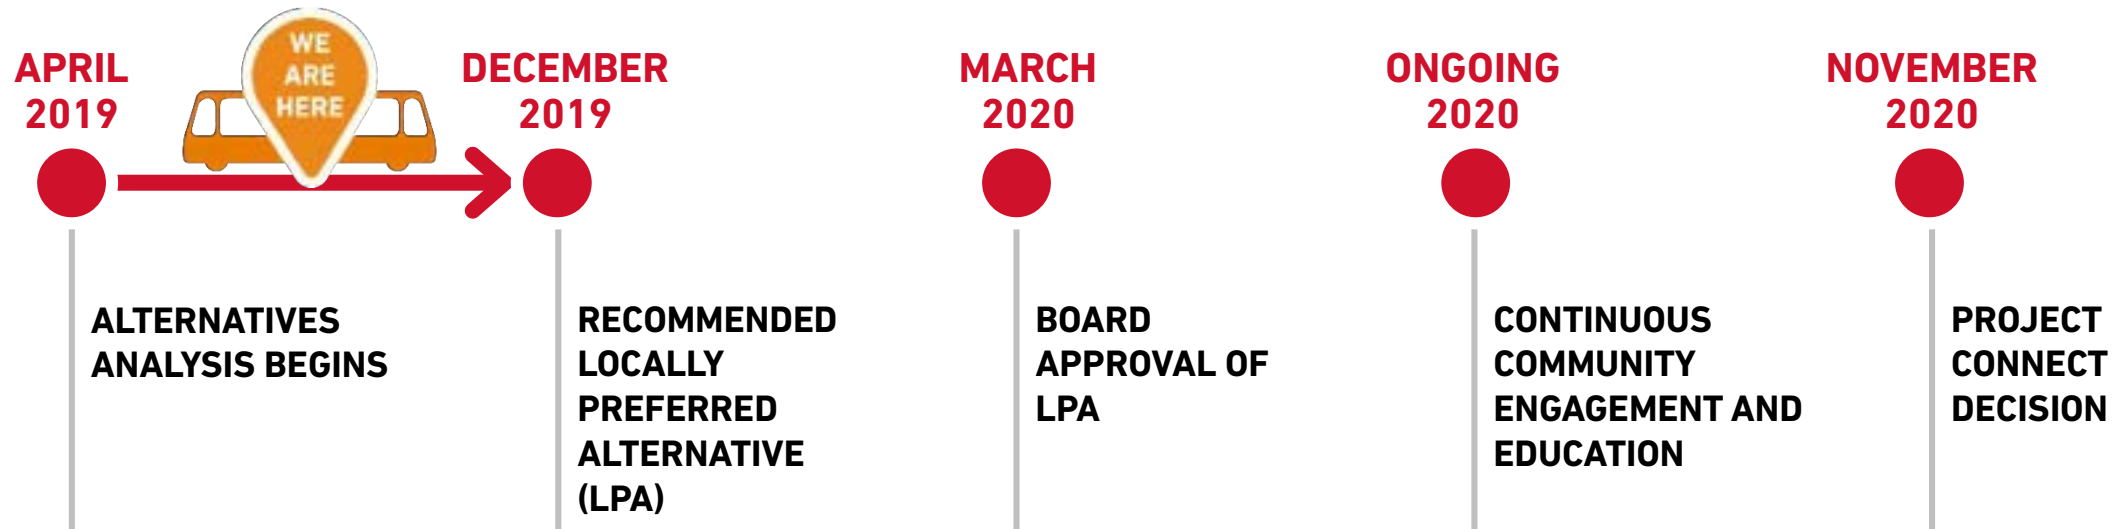 APRIL
2019
WE
ARE
HERE
DECEMBER
2019
MARCH
2020
ONGOING
2020
NOVEMBER
2020
ALTERNATIVES
ANALYSIS BEGINS
RECOMMENDED
LOCALLY
PREFERRED
ALTERNATIVE
(LPA)
BOARD
APPROVAL OF
LPA
CONTINUOUS
COMMUNITY
ENGAGEMENT AND
EDUCATION
PROJECT
CONNECT
DECISION